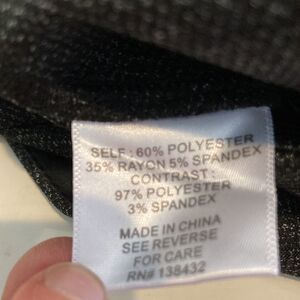 SELF : 60% POLYESTER
35% RAYON 5% SPANDEX
CONTRAST :
97% POLYESTER
3% SPANDEX
MADE IN CHINA
SEE REVERSE
FOR CARE
RN# 138432